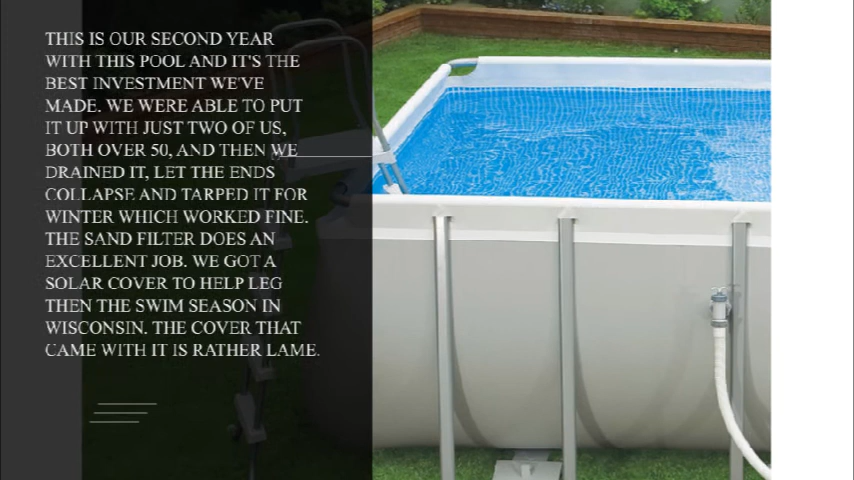 THIS IS OUR SECOND YEAR
WITH THIS POOL AND IT'S THE
BEST INVESTMENT WE'VE
MADE. WE WERE ABLE TO PUT
IT UP WITH JUST TWO OF US,
BOTH OVER 50, AND THEN WE
DRAINED IT, LET THE ENDS
COLLAPSE AND TARPED IT FOR
WINTER WHICH WORKED FINE.
THE SAND FILTER DOES AN
EXCELLENT JOB. WE GOT A
SOLAR COVER TO HELP LEG
THEN THE SWIM SEASON IN
WISCONSIN. THE COVER THAT
CAME WITH IT IS RATHER LAME.